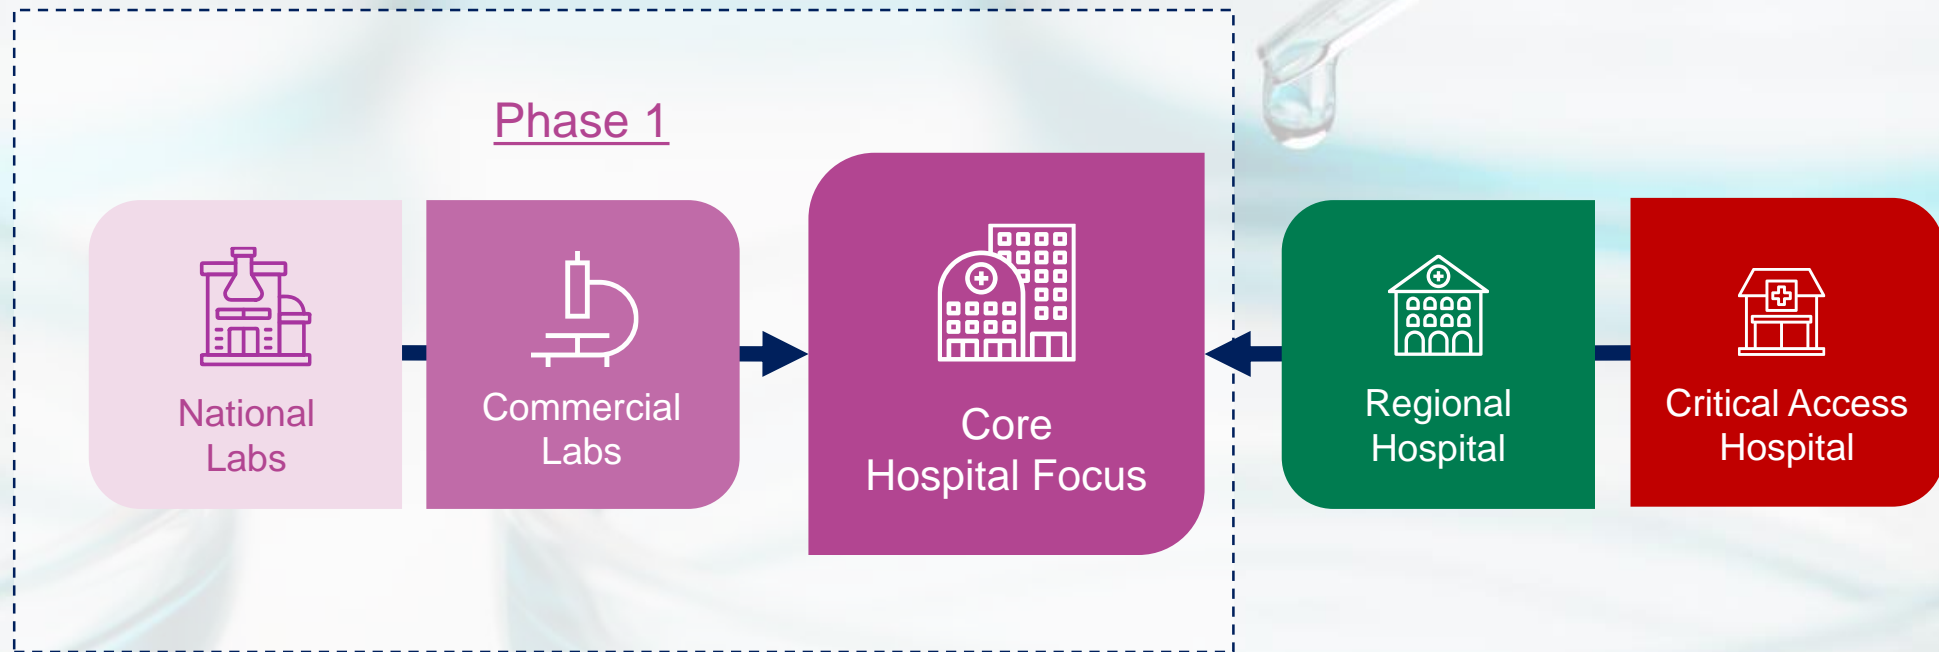 Phase 1
National
Labs
Commercial
Labs
Core
Hospital Focus
Regional
Hospital
Critical Access
Hospital